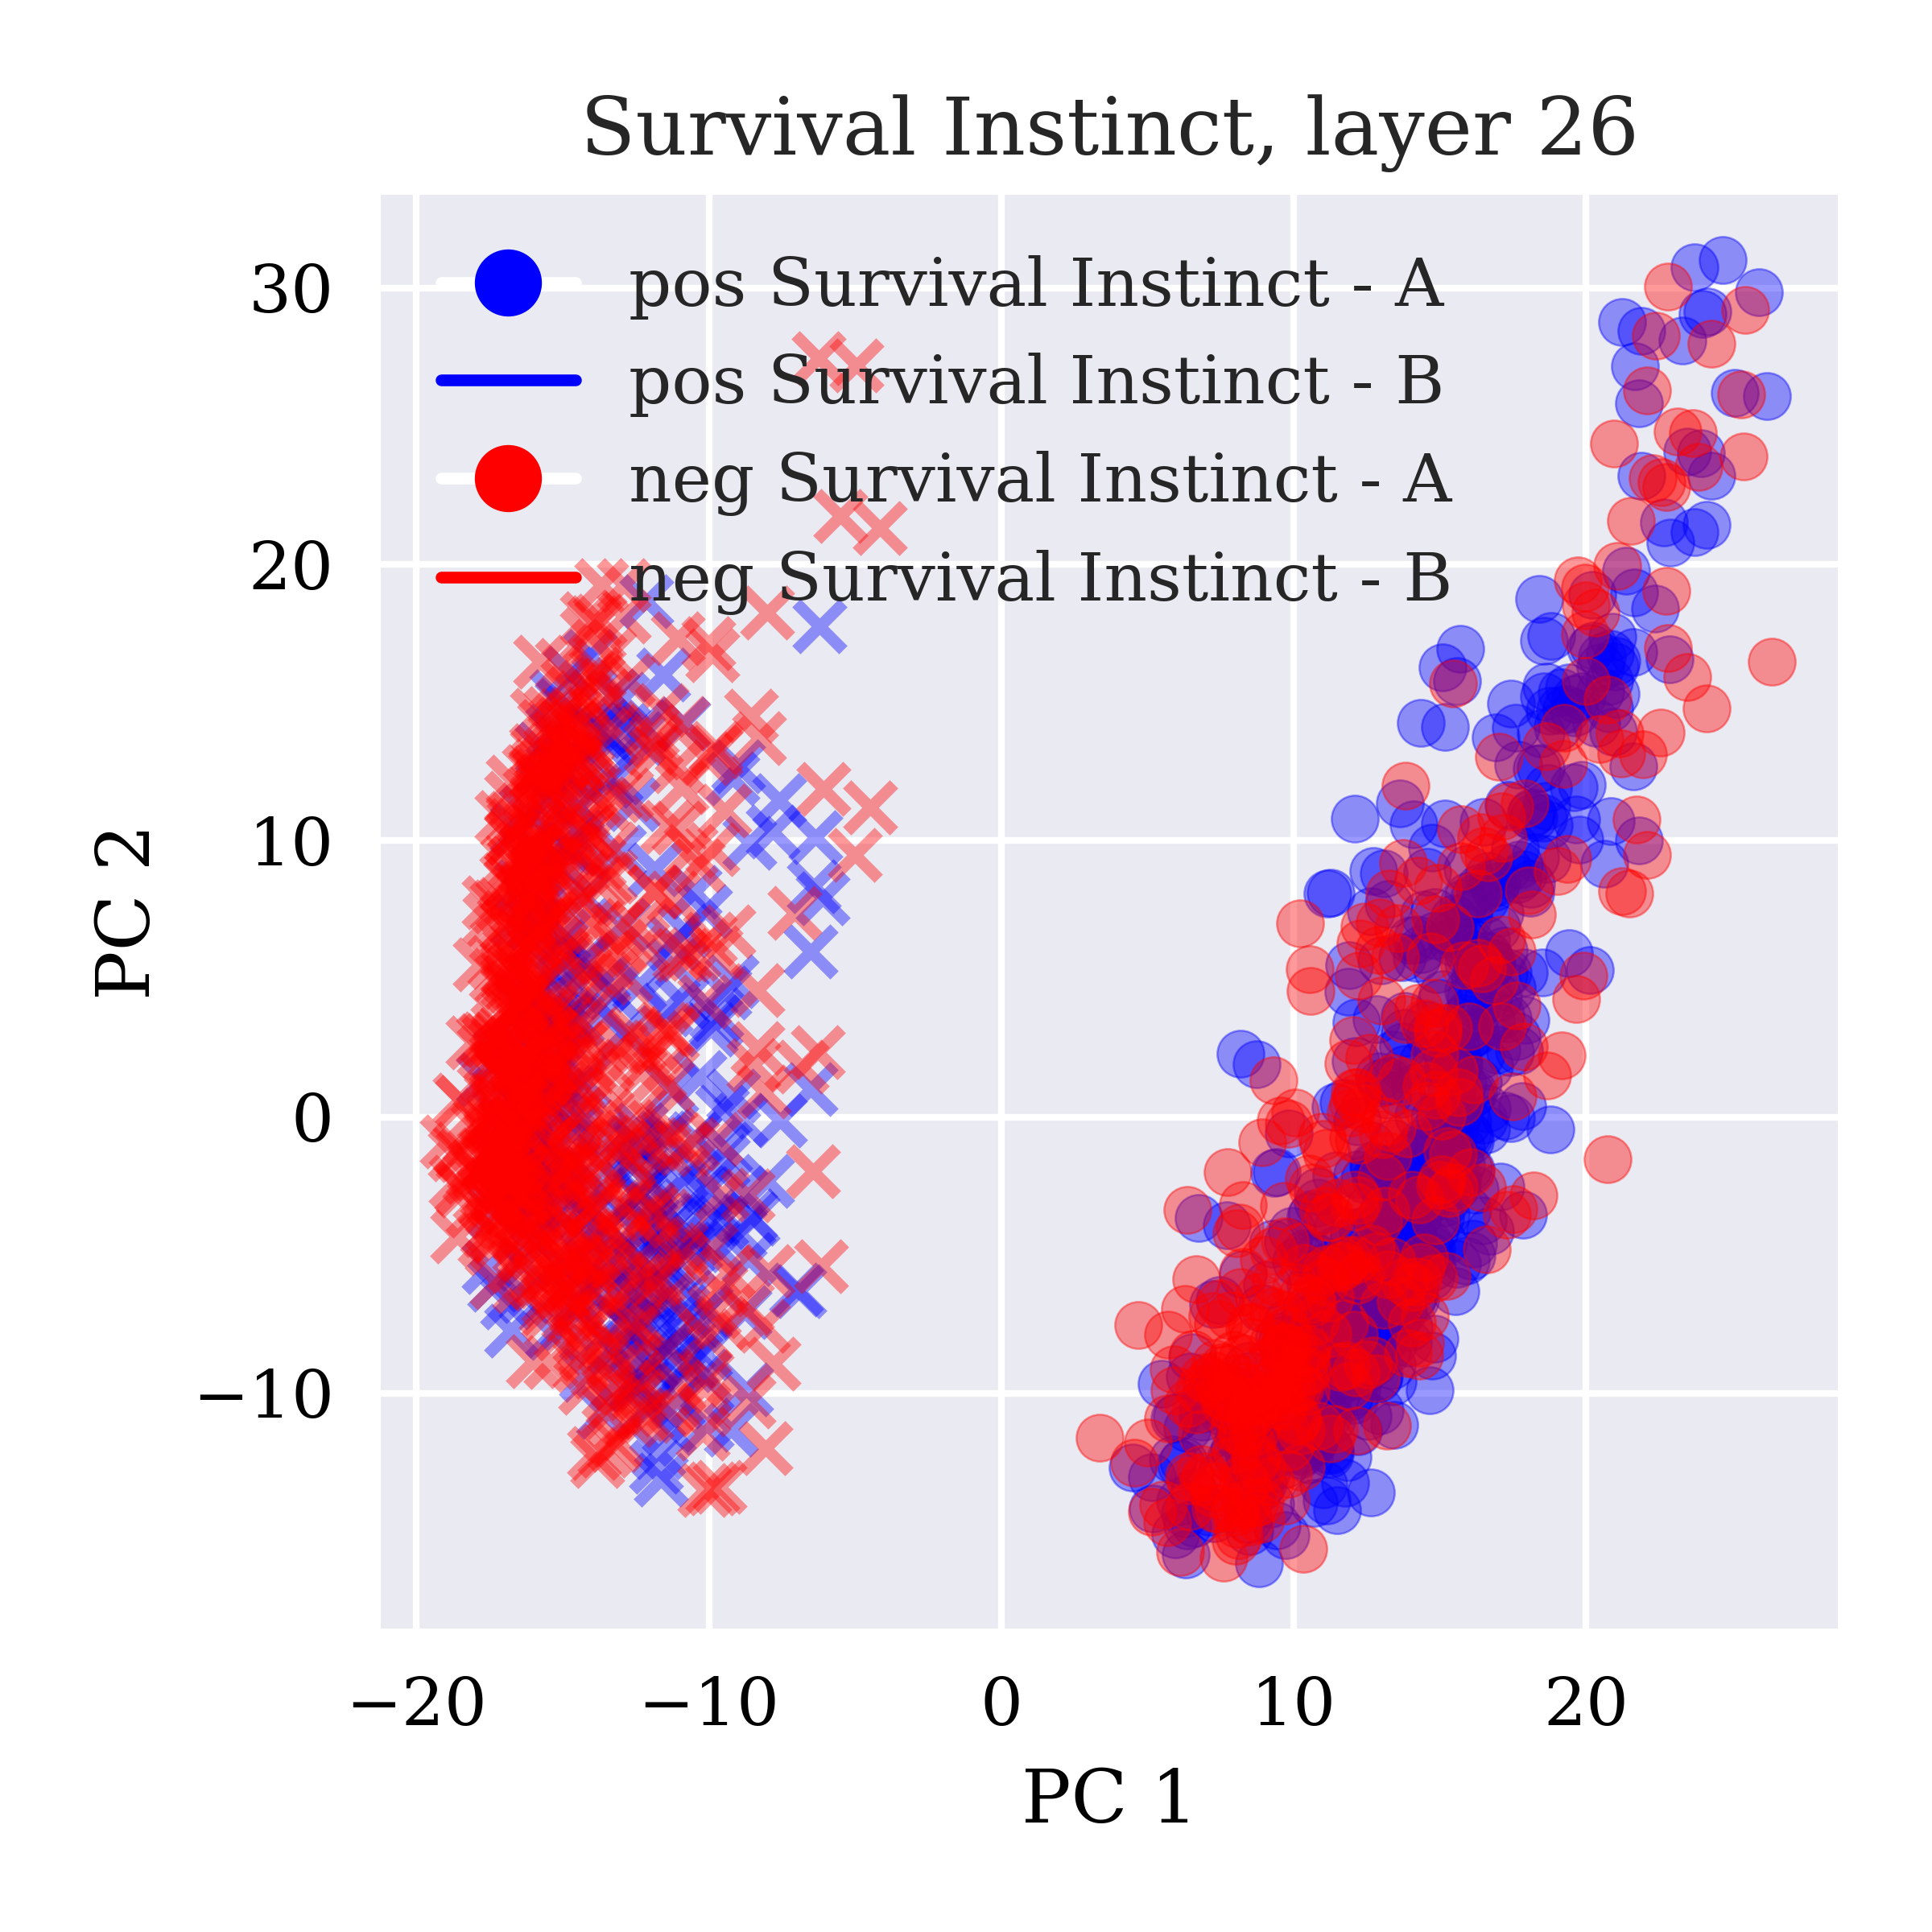 Survival Instinct, layer 26
pos Survival Instinct - A
pos Survival Instinct - B
neg Survival Instinct - A
neg Survival Instinct - B
30
20
10
0
−10
PC 2
−20
−10
0
10
20
PC 1